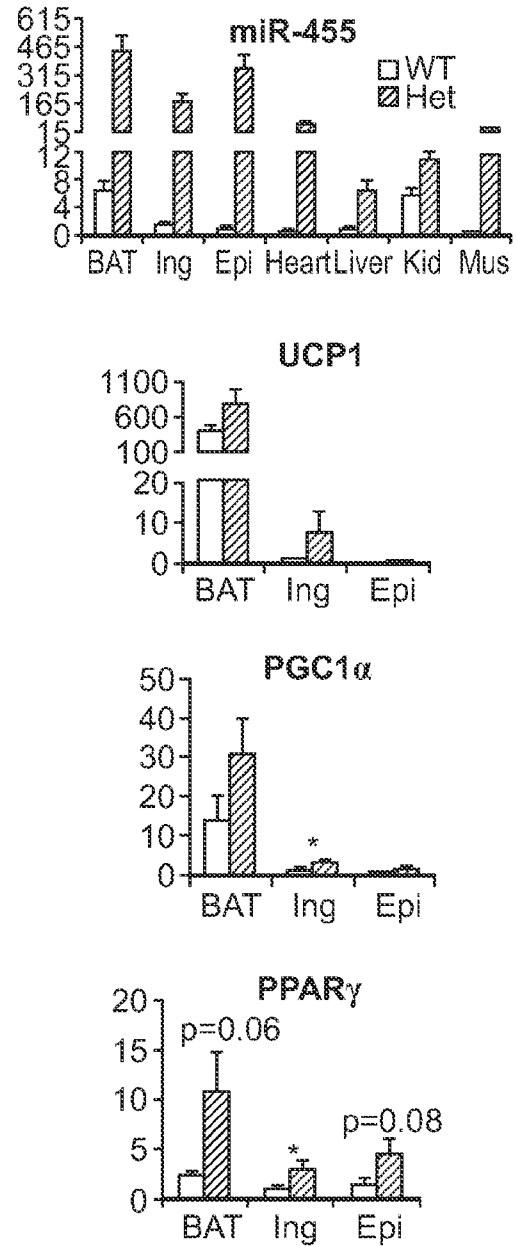 miR-455
615
465
315
165
15
12
8
4
0
WT
Het
BAT Ing Epi Heart Liver Kid Mus
UCP1
1100
600
100
20
10
0
BAT Ing Epi
PGC1α
50
40
30
20
10
0
*
BAT Ing Epi
PPARγ
20
15
10
5
0
p=0.06
*
p=0.08
BAT Ing Epi